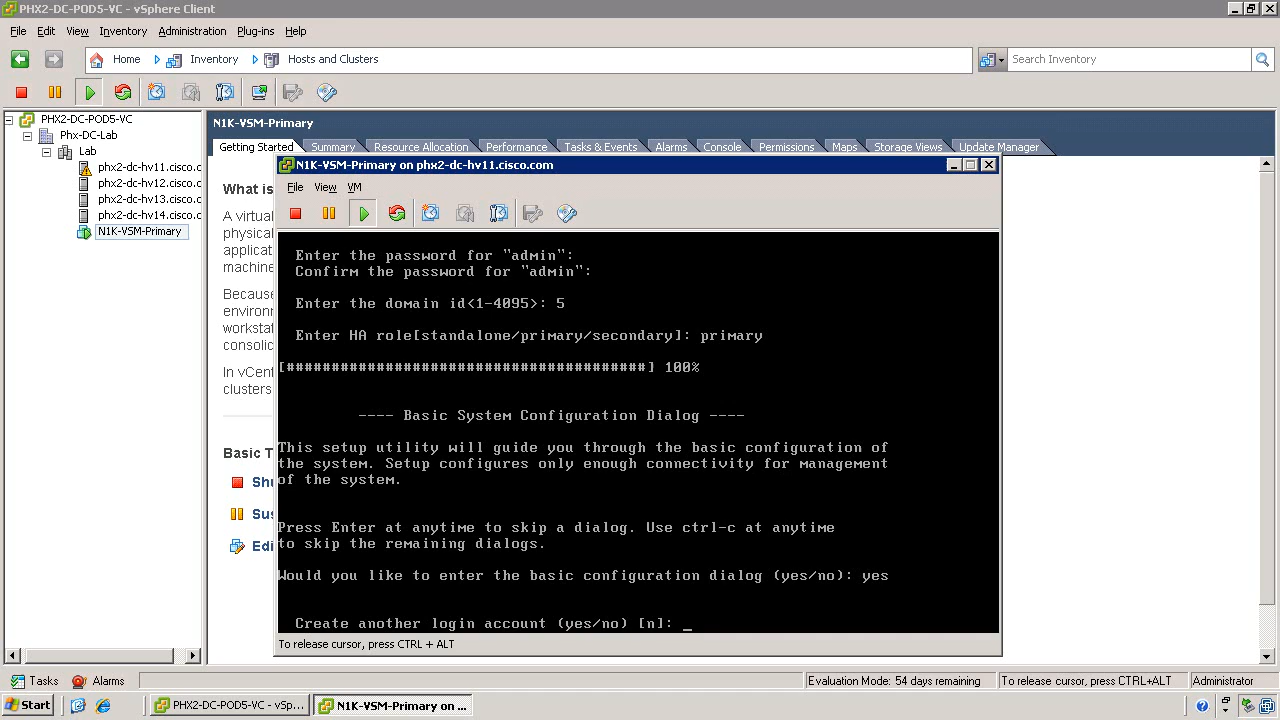 PHX2-DC-POD5-VC - vSphere Client
File Edit View Inventory Administration Plug-ins Help
Home Inventory Hosts and Clusters Search Inventory
PHX2-DC-POD5-VC
Phx-DC-Lab
Lab
phx2-dc-hv11.cisco.c
phx2-dc-hv12.cisco.c
phx2-dc-hv13.cisco.c
phx2-dc-hv14.cisco.c
N1K-VSM-Primary
N1K-VSM-Primary
Getting Started Summary Resource Allocation Performance Tasks & Events Alarms Console Permissions Maps Storage Views Update Manager
What is
A virtual
physical
applicat
machine
Because
environm
workstat
consolid
In vCent
clusters
Basic T
Shu
Sus
Edi
N1K-VSM-Primary on phx2-dc-hv11.cisco.com
File View VM
Enter the password for "admin":
Confirm the password for "admin":
Enter the domain id<1-4095>: 5
Enter HA role[standalone/primary/secondary]: primary
[########################################] 100%
---- Basic System Configuration Dialog ----
This setup utility will guide you through the basic configuration of
the system. Setup configures only enough connectivity for management
of the system.
Press Enter at anytime to skip a dialog. Use ctrl-c at anytime
to skip the remaining dialogs.
Would you like to enter the basic configuration dialog (yes/no): yes
Create another login account (yes/no) [n]: _
To release cursor, press CTRL + ALT
Tasks Alarms Evaluation Mode: 54 days remaining To release cursor, press CTRL+ALT Administrator
Start PHX2-DC-POD5-VC - vSp... N1K-VSM-Primary on ...